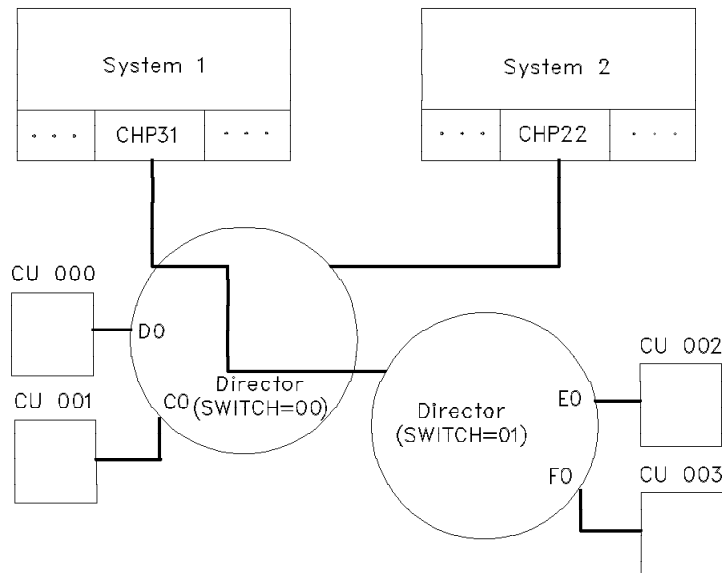 System 1
System 2
. . . CHP31 . . .
. . . CHP22 . . .
CU 000
D0
CU 001
C0
Director
(SWITCH=00)
Director
(SWITCH=01)
CU 002
E0
F0
CU 003